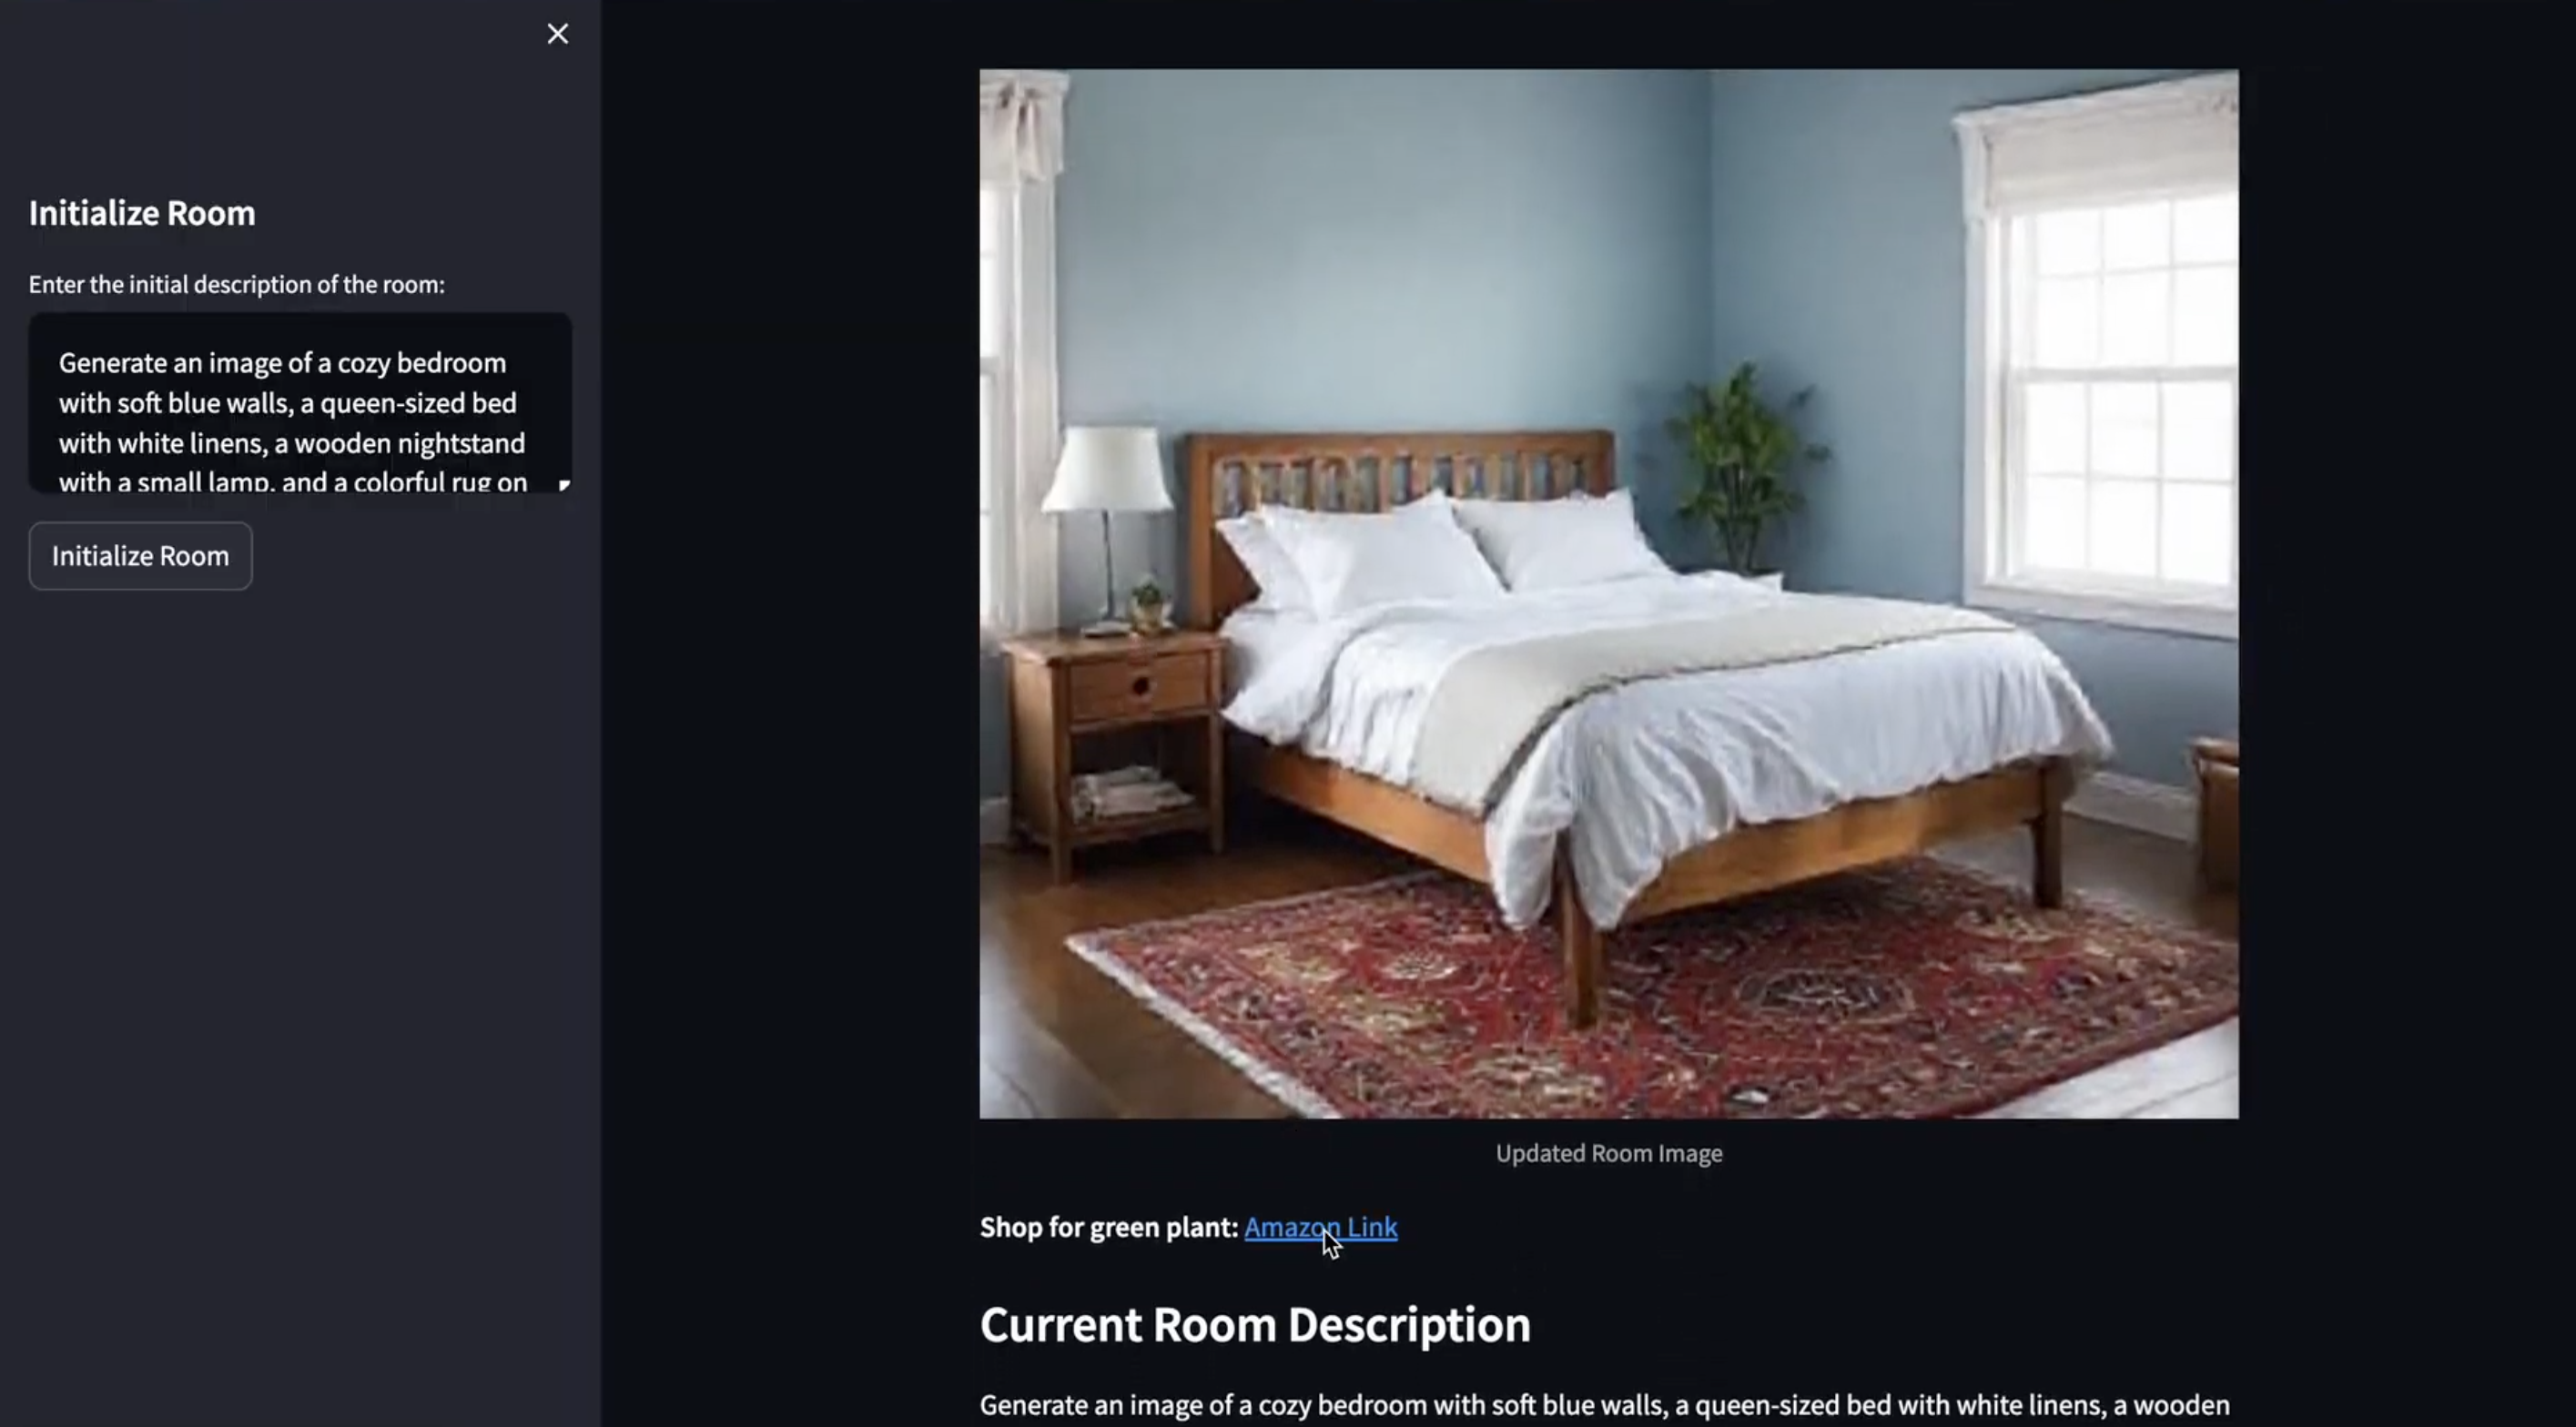 Initialize Room
Enter the initial description of the room:
Generate an image of a cozy bedroom
with soft blue walls, a queen-sized bed
with white linens, a wooden nightstand
with a small lamp, and a colorful rug on
Initialize Room
Updated Room Image
Shop for green plant: Amazon Link
Current Room Description
Generate an image of a cozy bedroom with soft blue walls, a queen-sized bed with white linens, a wooden